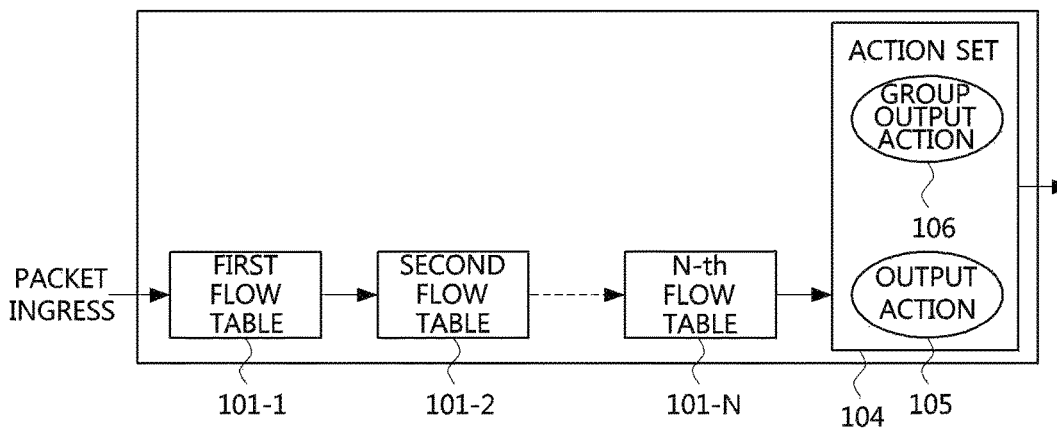 ACTION SET
GROUP
OUTPUT
ACTION
106
PACKET
INGRESS
FIRST
FLOW
TABLE
SECOND
FLOW
TABLE
N-th
FLOW
TABLE
OUTPUT
ACTION
101-1
101-2
101-N
104
105